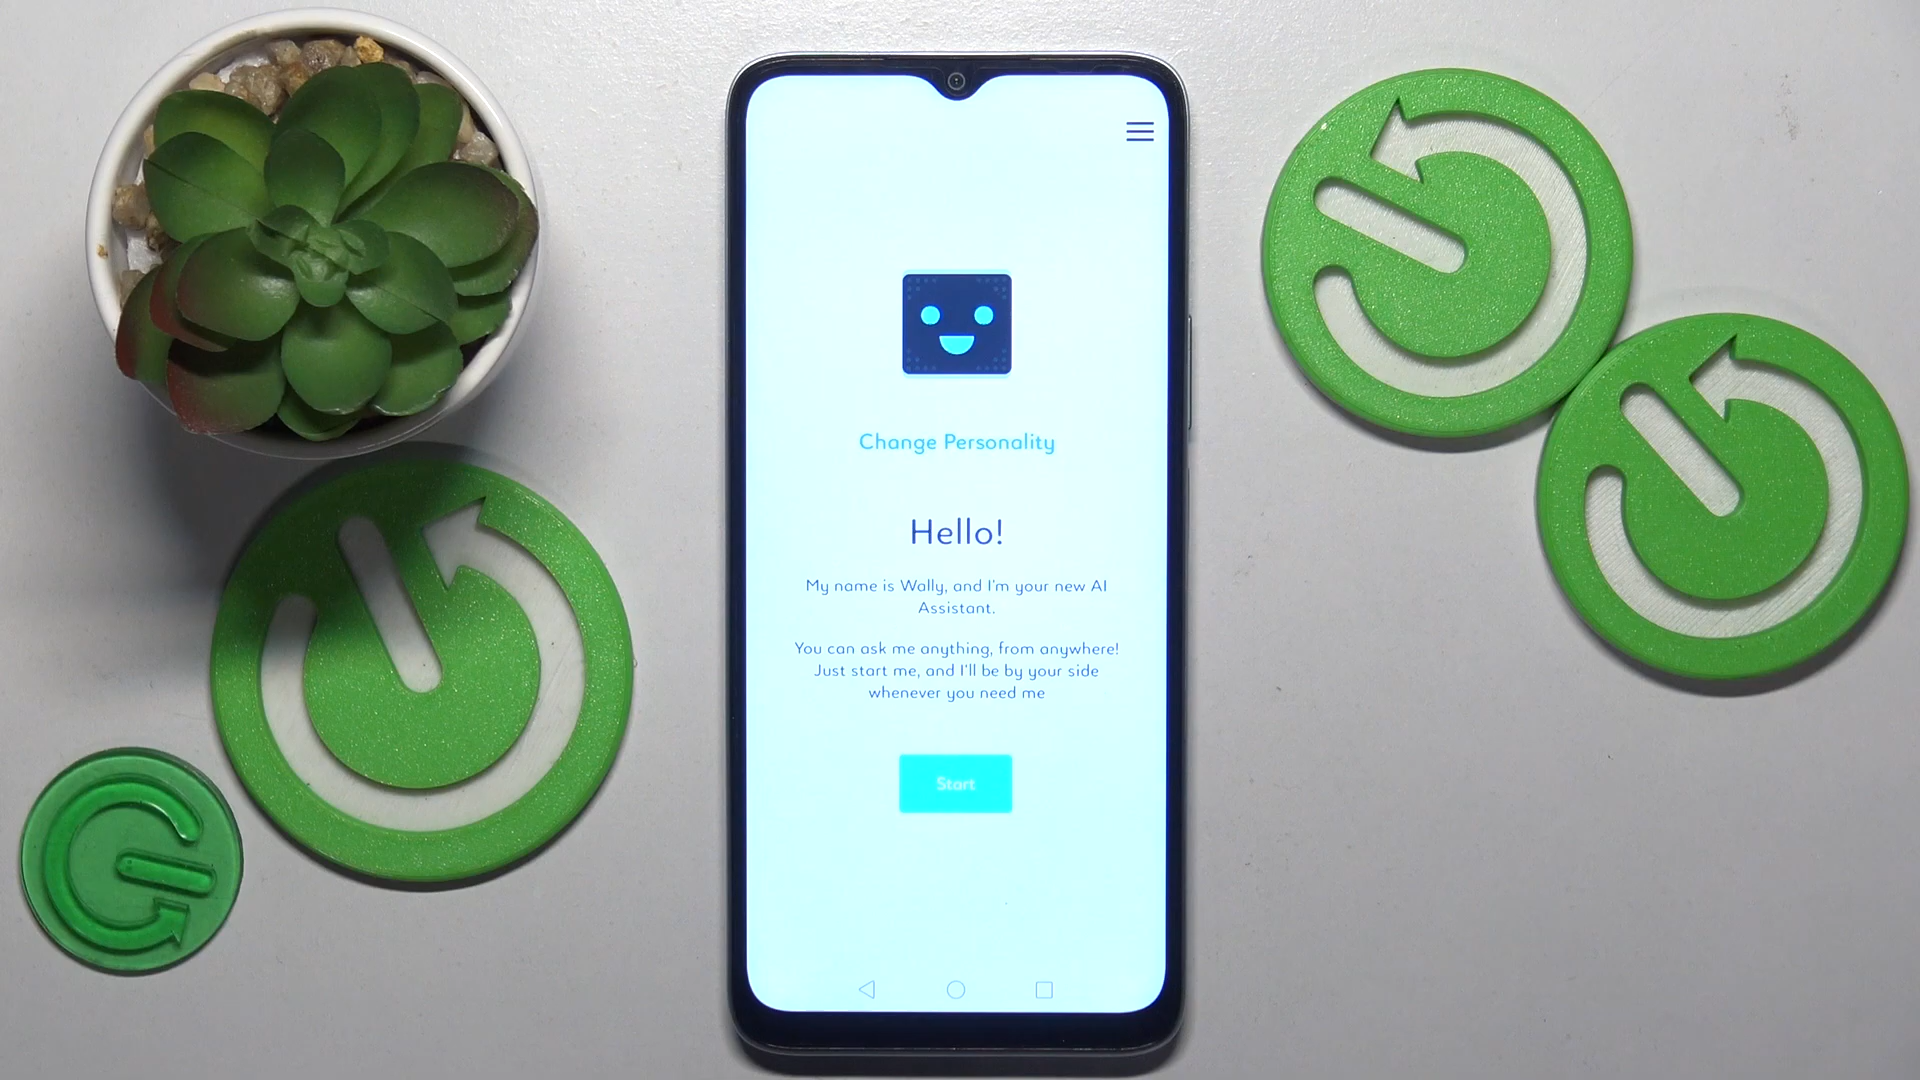 Change Personality
Hello!
My name is Wally, and I'm your new AI
Assistant.
You can ask me anything, from anywhere!
Just start me, and I'll be by your side
whenever you need me
Start